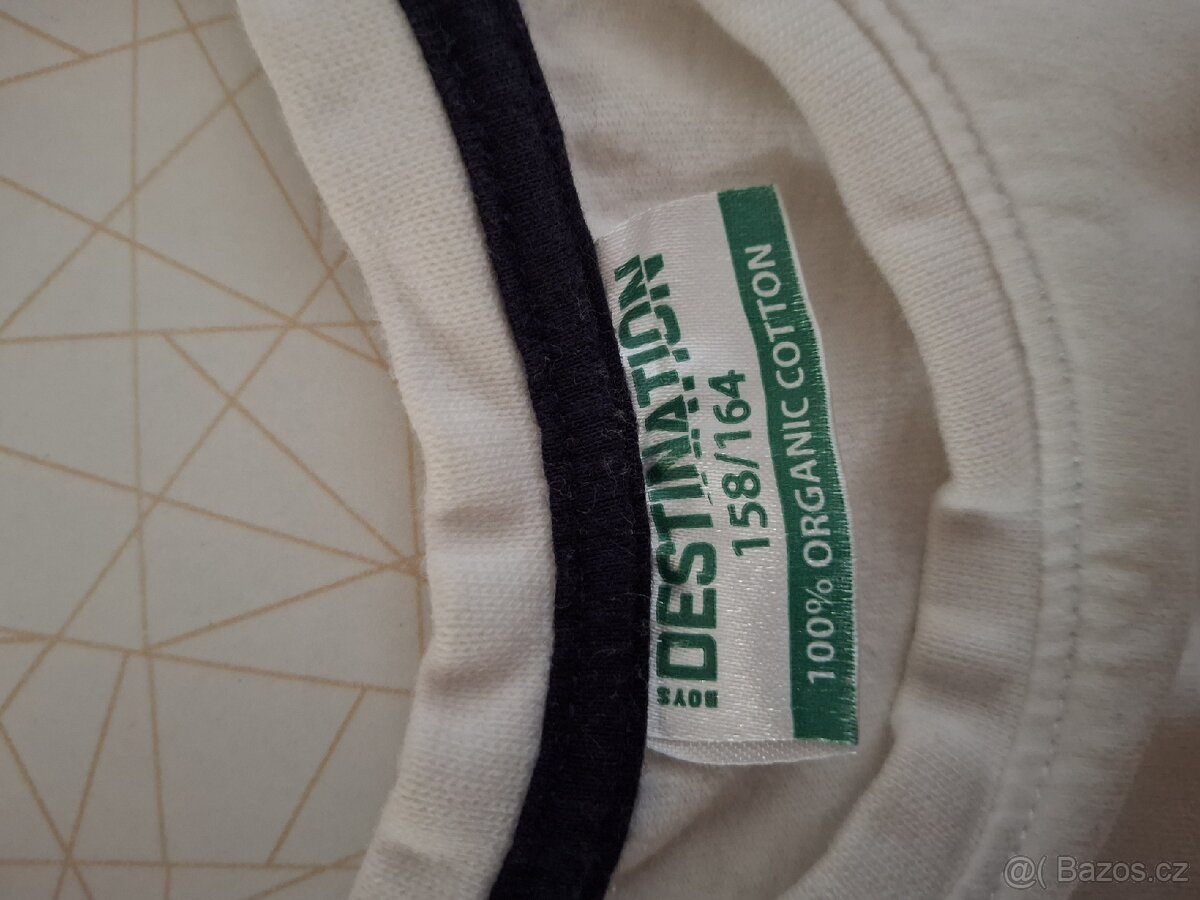 BOYS DESTINATION
158/164
100% ORGANIC COTTON
@( Bazos.cz